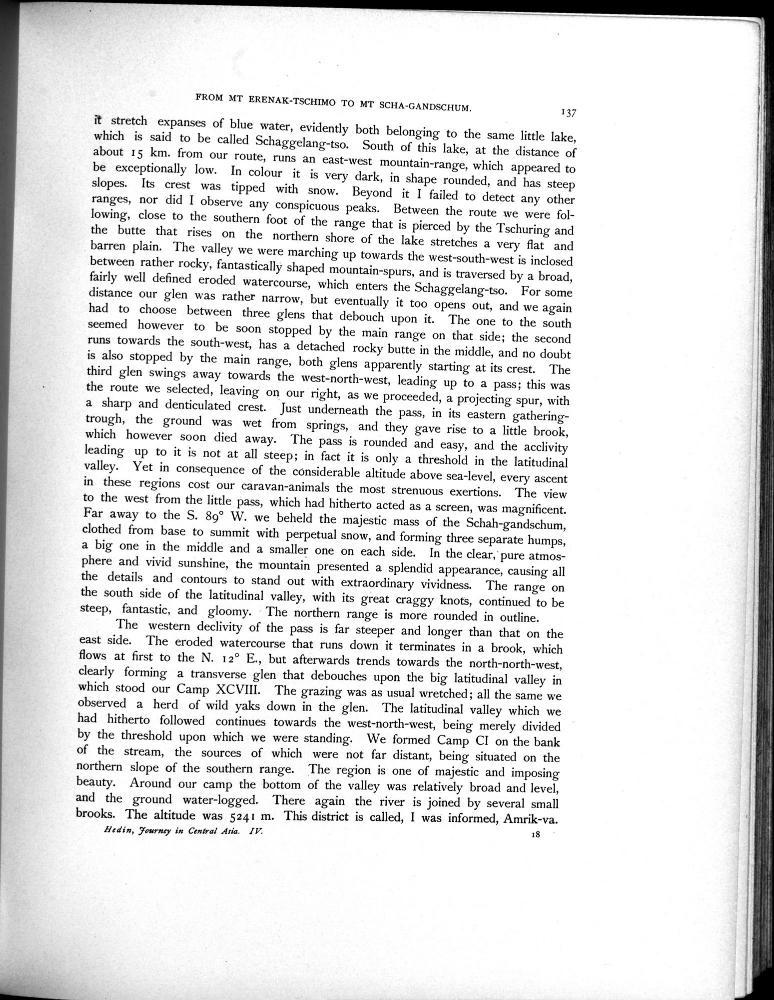 FROM MT ERENAK-TSCHIMO TO MT SCHA-GANDSCHUM. 137
it stretch expanses of blue water, evidently both belonging to the same little lake,
which is said to be called Schaggelang-tso. South of this lake, at the distance of
about 15 km. from our route, runs an east-west mountain-range, which appeared to
be exceptionally low. In colour it is very dark, in shape rounded, and has steep
slopes. Its crest was tipped with snow. Beyond it I failed to detect any other
ranges, nor did I observe any conspicuous peaks. Between the route we were fol-
lowing, close to the southern foot of the range that is pierced by the Tschuring and
the butte that rises on the northern shore of the lake stretches a very flat and
barren plain. The valley we were marching up towards the west-south-west is inclosed
between rather rocky, fantastically shaped mountain-spurs, and is traversed by a broad,
fairly well defined eroded watercourse, which enters the Schaggelang-tso. For some
distance our glen was rather narrow, but eventually it too opens out, and we again
had to choose between three glens that debouch upon it. The one to the south
seemed however to be soon stopped by the main range on that side; the second
runs towards the south-west, has a detached rocky butte in the middle, and no doubt
is also stopped by the main range, both glens apparently starting at its crest. The
third glen swings away towards the west-north-west, leading up to a pass; this was
the route we selected, leaving on our right, as we proceeded, a projecting spur, with
a sharp and denticulated crest. Just underneath the pass, in its eastern gathering-
trough, the ground was wet from springs, and they gave rise to a little brook,
which however soon died away. The pass is rounded and easy, and the acclivity
leading up to it is not at all steep; in fact it is only a threshold in the latitudinal
valley. Yet in consequence of the considerable altitude above sea-level, every ascent
in these regions cost our caravan-animals the most strenuous exertions. The view
to the west from the little pass, which had hitherto acted as a screen, was magnificent.
Far away to the S. 89° W. we beheld the majestic mass of the Schah-gandschum,
clothed from base to summit with perpetual snow, and forming three separate humps,
a big one in the middle and a smaller one on each side. In the clear, pure atmos-
phere and vivid sunshine, the mountain presented a splendid appearance, causing all
the details and contours to stand out with extraordinary vividness. The range on
the south side of the latitudinal valley, with its great craggy knots, continued to be
steep, fantastic, and gloomy. The northern range is more rounded in outline.
The western declivity of the pass is far steeper and longer than that on the
east side. The eroded watercourse that runs down it terminates in a brook, which
flows at first to the N. 12° E., but afterwards trends towards the north-north-west,
clearly forming a transverse glen that debouches upon the big latitudinal valley in
which stood our Camp XCVIII. The grazing was as usual wretched; all the same we
observed a herd of wild yaks down in the glen. The latitudinal valley which we
had hitherto followed continues towards the west-north-west, being merely divided
by the threshold upon which we were standing. We formed Camp CI on the bank
of the stream, the sources of which were not far distant, being situated on the
northern slope of the southern range. The region is one of majestic and imposing
beauty. Around our camp the bottom of the valley was relatively broad and level,
and the ground water-logged. There again the river is joined by several small
brooks. The altitude was 5241 m. This district is called, I was informed, Amrik-va.
Hedin, Journey in Central Asia. IV. 18